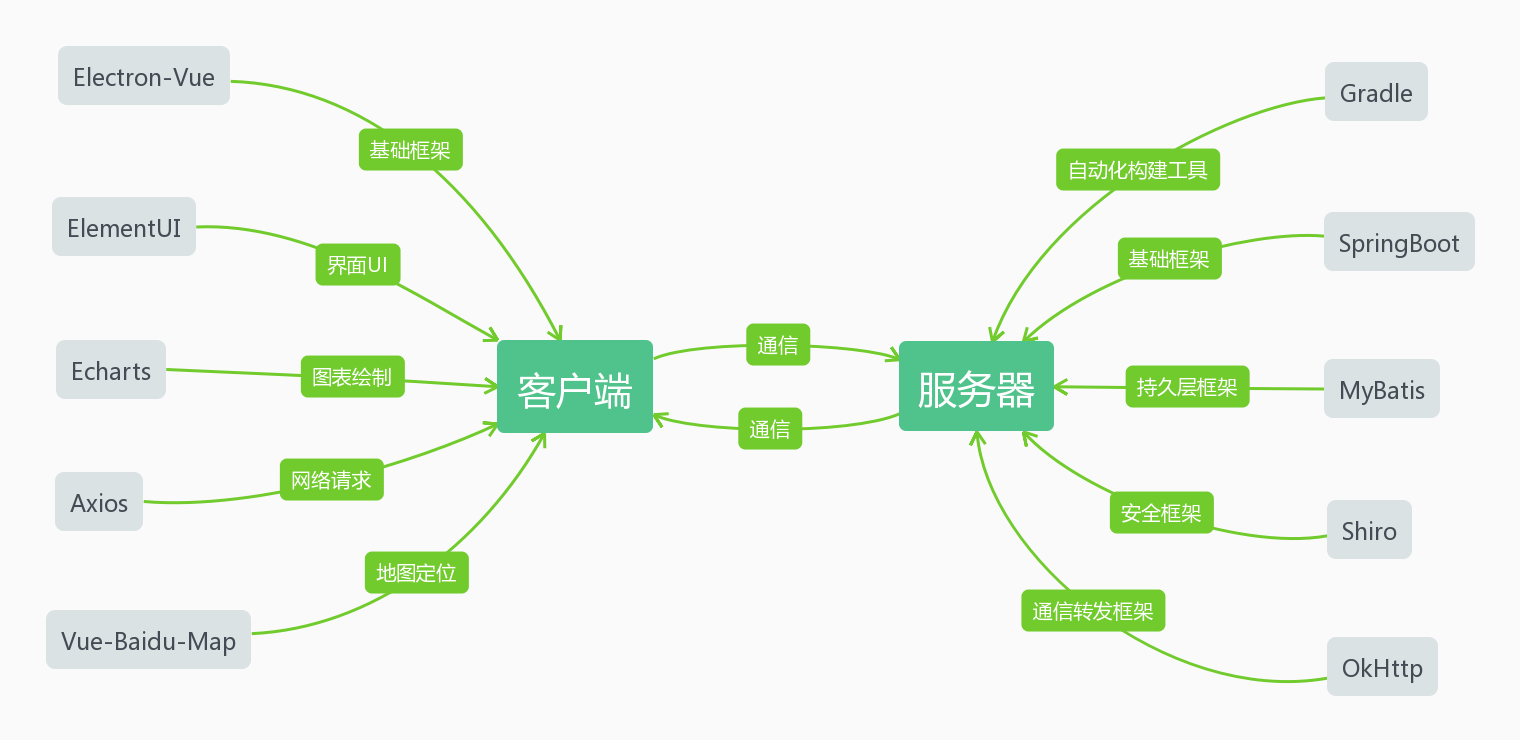 Electron-Vue
基础框架
ElementUI
界面UI
Echarts
图表绘制
Axios
网络请求
Vue-Baidu-Map
地图定位
客户端
通信
通信
服务器
Gradle
自动化构建工具
SpringBoot
基础框架
MyBatis
持久层框架
Shiro
安全框架
OkHttp
通信转发框架